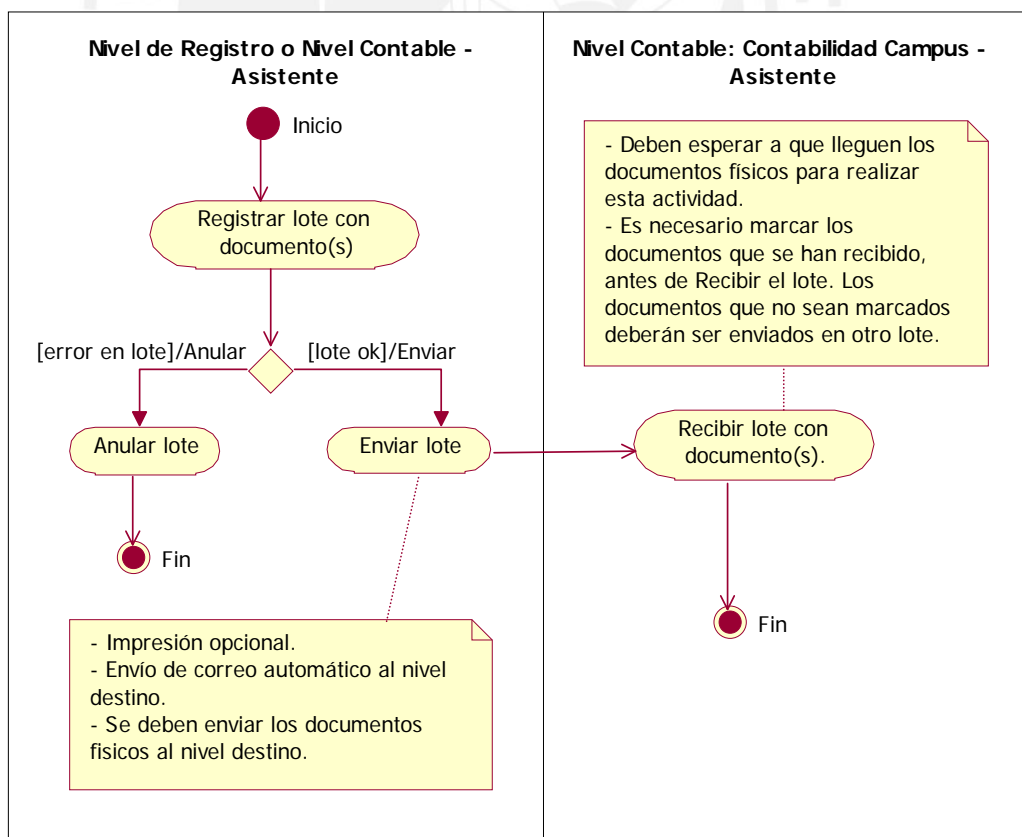 Nivel de Registro o Nivel Contable -
Asistente
Inicio
Registrar lote con
documento(s)
[error en lote]/Anular
[lote ok]/Enviar
Anular lote
Enviar lote
Fin
- Impresión opcional.
- Envío de correo automático al nivel
destino.
- Se deben enviar los documentos
fisicos al nivel destino.
Nivel Contable: Contabilidad Campus -
Asistente
- Deben esperar a que lleguen los
documentos físicos para realizar
esta actividad.
- Es necesario marcar los
documentos que se han recibido,
antes de Recibir el lote. Los
documentos que no sean marcados
deberán ser enviados en otro lote.
Recibir lote con
documento(s).
Fin